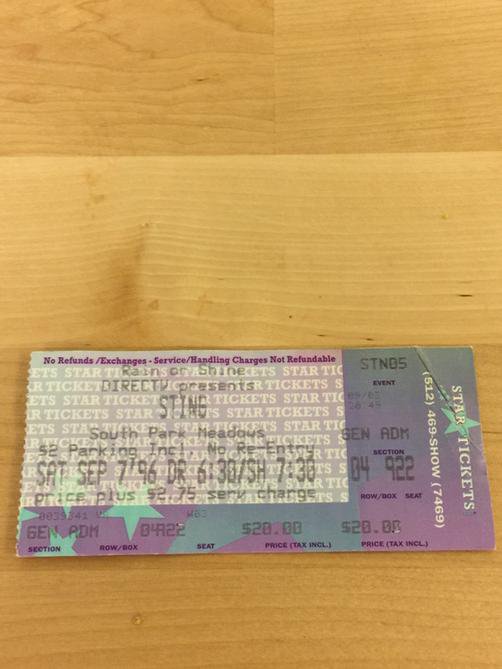 No Refunds /Exchanges - Service/Handling Charges Not Refundable
Rain or Shine
DIRECTV presents
STING
South Park Meadows
$2 Parking Incl. No Re-Entry
SAT SEP 7'96 DR 6:30/SH 7:30
price plus $2.75 serv charge
GEN ADM
$20.00
$20.00
SECTION
ROW/BOX
SEAT
PRICE (TAX INCL.)
PRICE (TAX INCL.)
STN05
EVENT
GEN ADM
SECTION
04 922
ROW/BOX SEAT
STAR TICKETS
(512) 469-SHOW (7469)